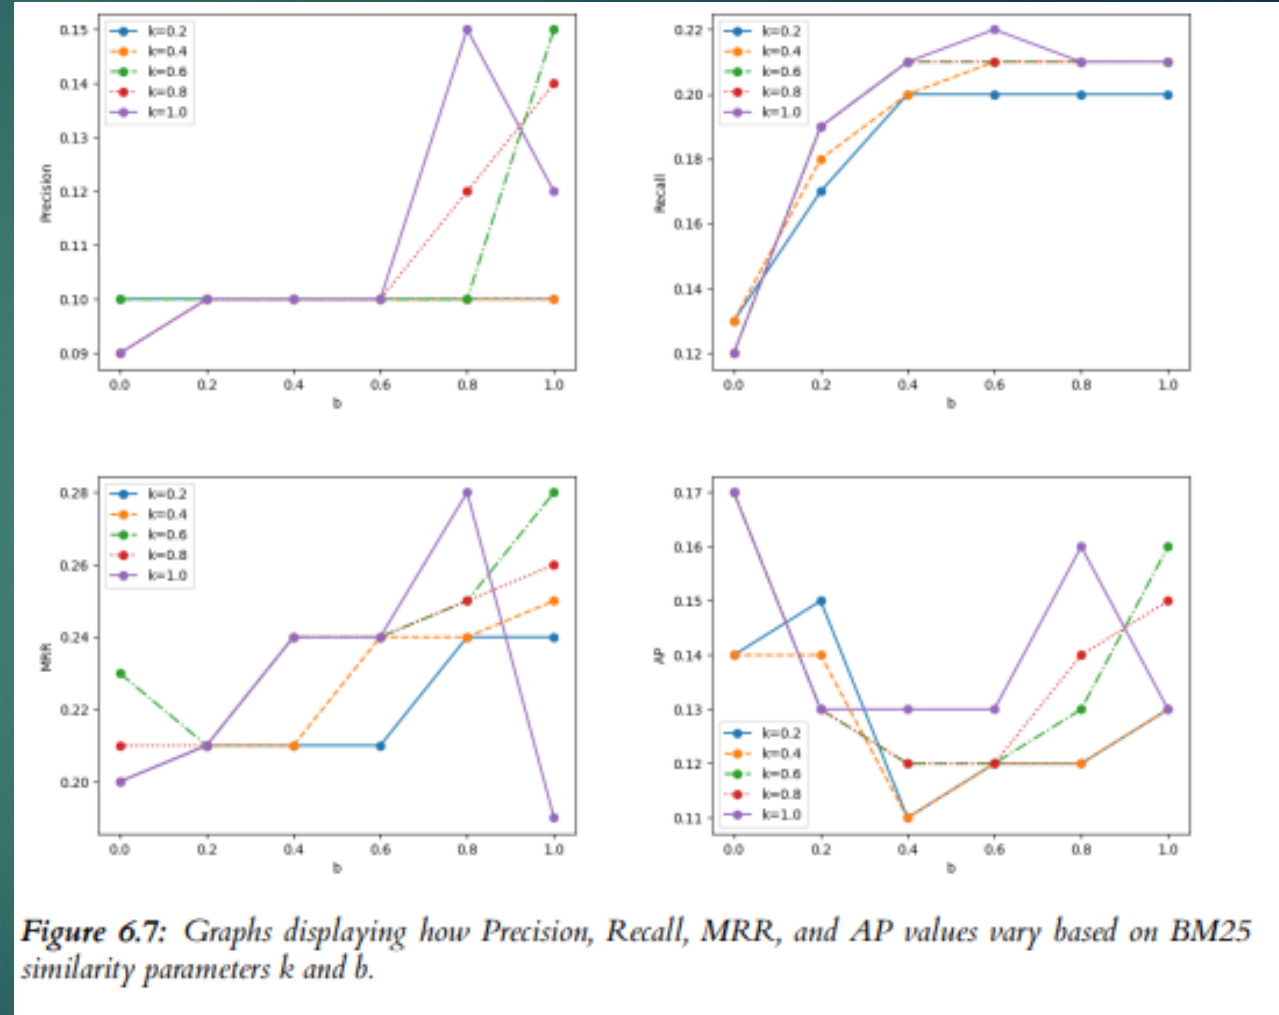 0.15
0.14
0.13
0.12
0.11
0.10
0.09
Precision
k=0.2
k=0.4
k=0.6
k=0.8
k=1.0
0.0 0.2 0.4 0.6 0.8 1.0
b
0.22
0.20
0.18
0.16
0.14
0.12
Recall
k=0.2
k=0.4
k=0.6
k=0.8
k=1.0
0.0 0.2 0.4 0.6 0.8 1.0
b
0.28
0.26
0.24
0.22
0.20
MRR
k=0.2
k=0.4
k=0.6
k=0.8
k=1.0
0.0 0.2 0.4 0.6 0.8 1.0
b
0.17
0.16
0.15
0.14
0.13
0.12
0.11
AP
k=0.2
k=0.4
k=0.6
k=0.8
k=1.0
0.0 0.2 0.4 0.6 0.8 1.0
b
Figure 6.7: Graphs displaying how Precision, Recall, MRR, and AP values vary based on BM25
similarity parameters k and b.